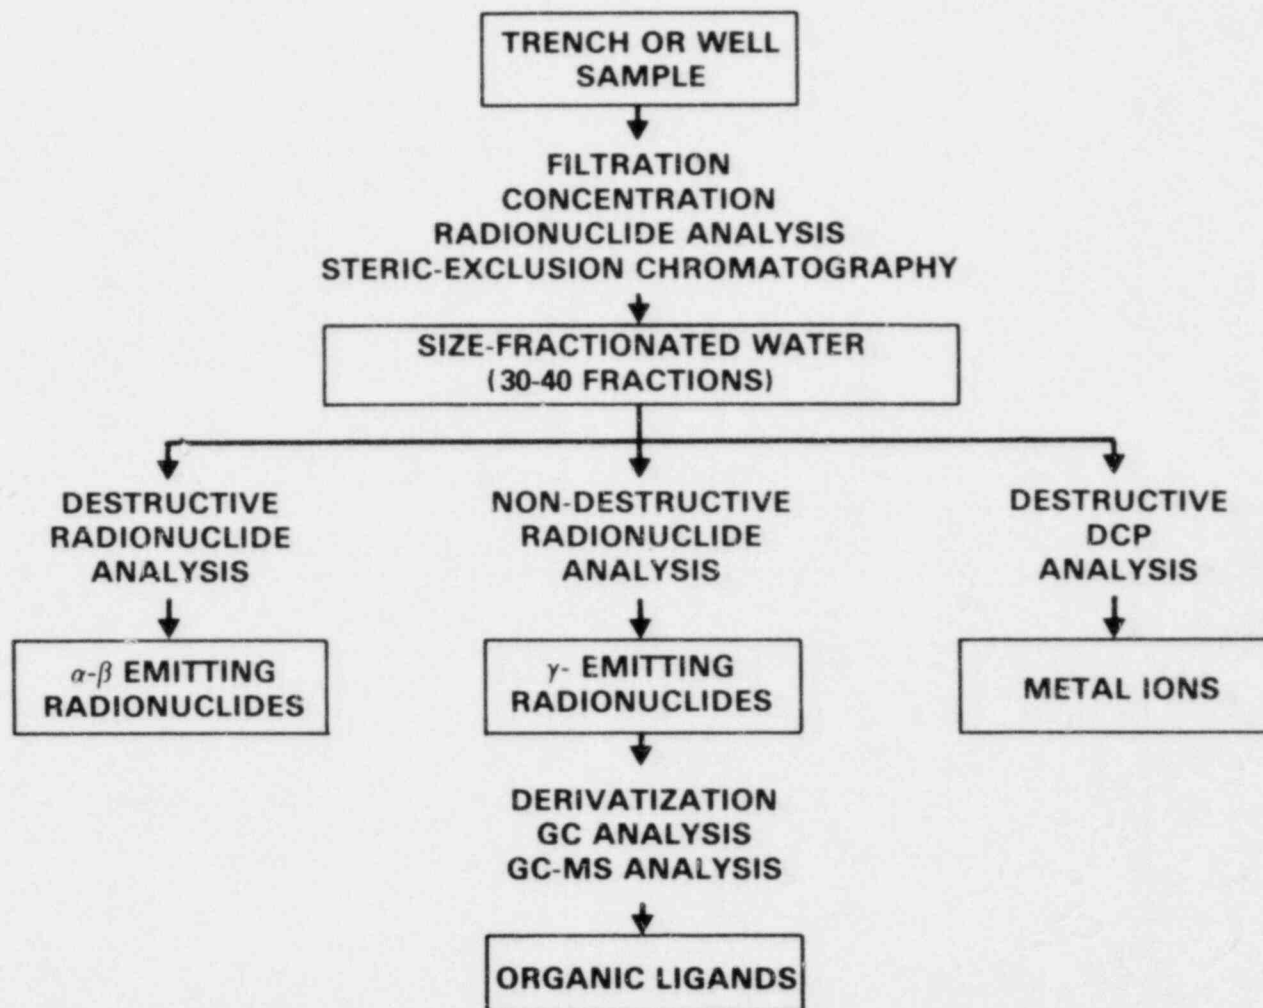 TRENCH OR WELL
SAMPLE
FILTRATION
CONCENTRATION
RADIONUCLIDE ANALYSIS
STERIC-EXCLUSION CHROMATOGRAPHY
SIZE-FRACTIONATED WATER
(30-40 FRACTIONS)
DESTRUCTIVE
RADIONUCLIDE
ANALYSIS
α-β EMITTING
RADIONUCLIDES
NON-DESTRUCTIVE
RADIONUCLIDE
ANALYSIS
γ- EMITTING
RADIONUCLIDES
DERIVATIZATION
GC ANALYSIS
GC-MS ANALYSIS
ORGANIC LIGANDS
DESTRUCTIVE
DCP
ANALYSIS
METAL IONS